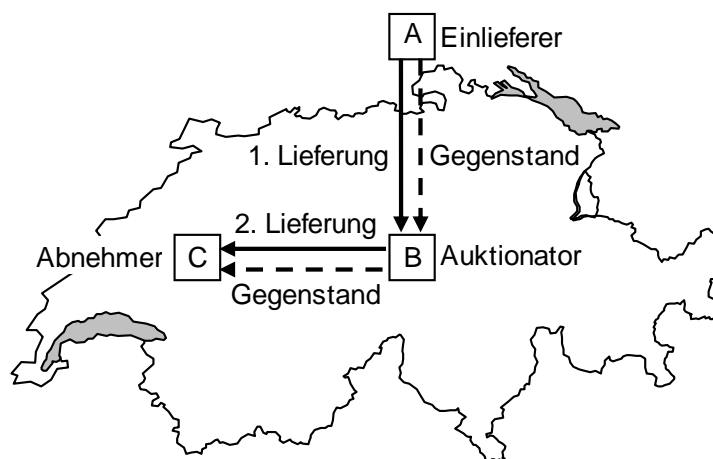 A Einlieferer
1. Lieferung Gegenstand
2. Lieferung
Abnehmer C B Auktionator
Gegenstand